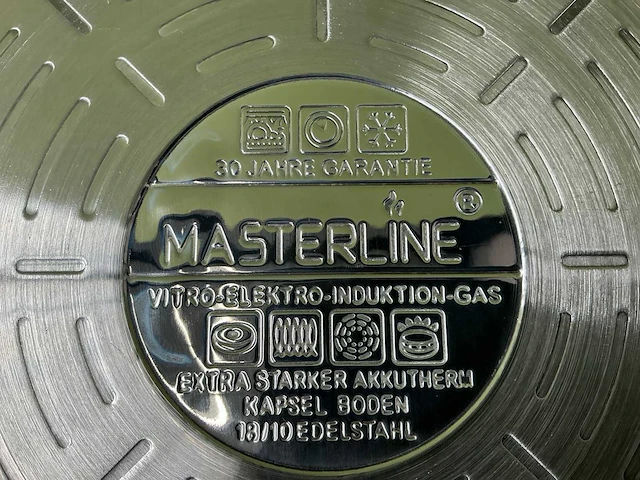 30 JAHRE GARANTIE
®
MASTERLINE
VITRO-ELEKTRO-INDUKTION-GAS
EXTRA STARKER AKKUTHERM
KAPSEL BODEN
18/10 EDELSTAHL